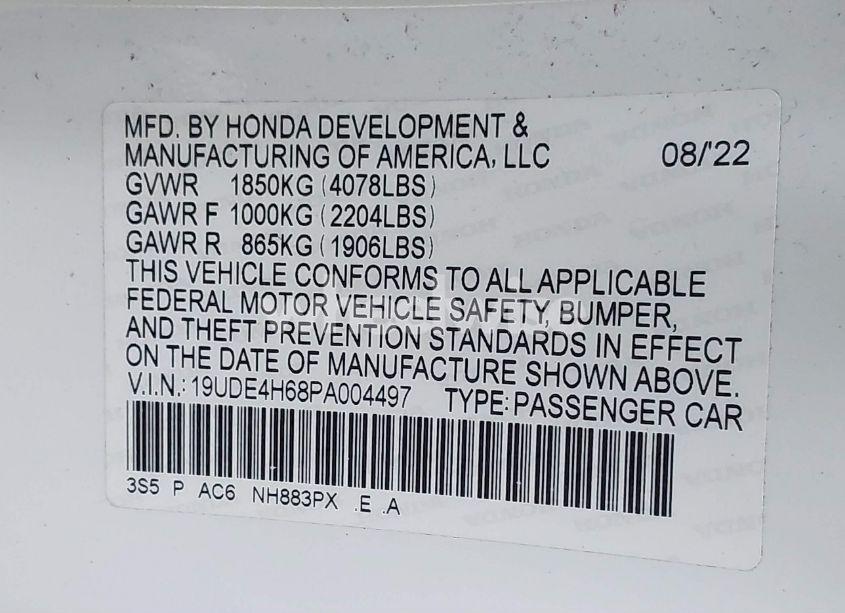 MFD. BY HONDA DEVELOPMENT &
MANUFACTURING OF AMERICA, LLC 08/'22
GVWR 1850KG (4078LBS)
GAWR F 1000KG (2204LBS)
GAWR R 865KG (1906LBS)
THIS VEHICLE CONFORMS TO ALL APPLICABLE
FEDERAL MOTOR VEHICLE SAFETY, BUMPER,
AND THEFT PREVENTION STANDARDS IN EFFECT
ON THE DATE OF MANUFACTURE SHOWN ABOVE.
V.I.N.: 19UDE4H68PA004497 TYPE: PASSENGER CAR
3S5 P AC6 NH883PX .E .A